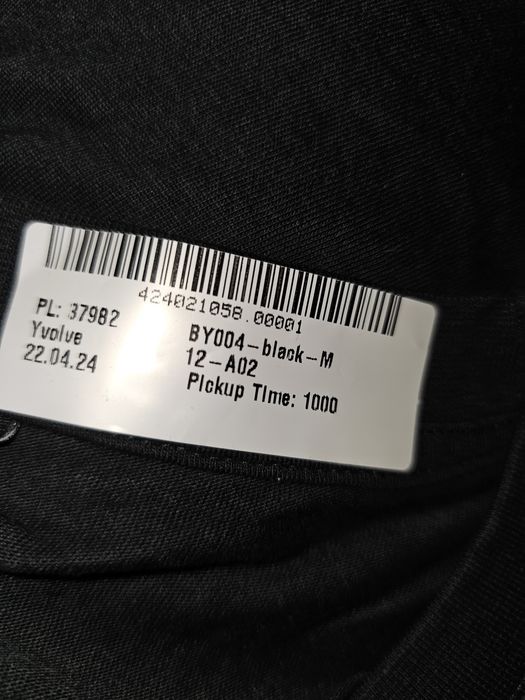 424021058.00001
PL: 37982
Yvolve
22.04.24
BY004-black-M
12-A02
Pickup Time: 1000